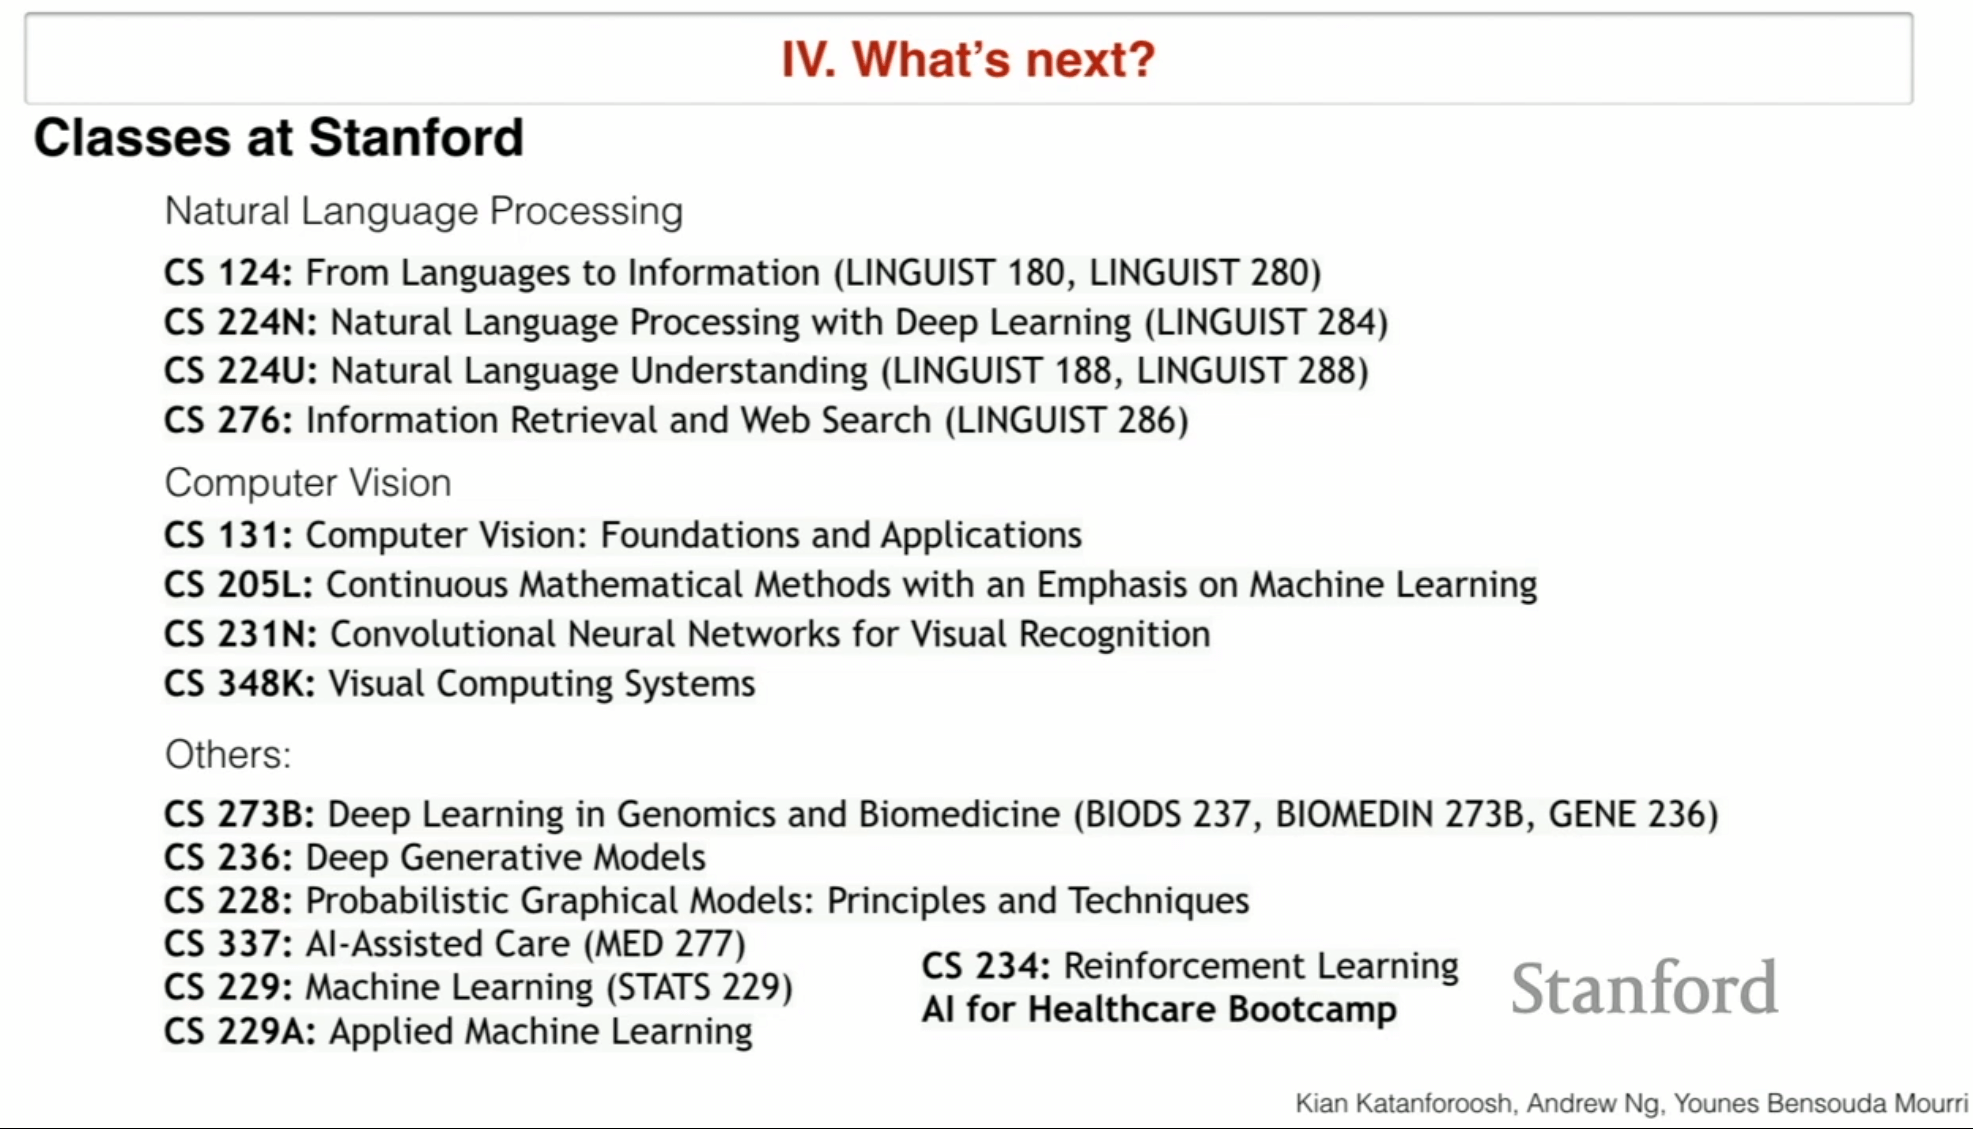 IV. What's next?
Classes at Stanford
Natural Language Processing
CS 124: From Languages to Information (LINGUIST 180, LINGUIST 280)
CS 224N: Natural Language Processing with Deep Learning (LINGUIST 284)
CS 224U: Natural Language Understanding (LINGUIST 188, LINGUIST 288)
CS 276: Information Retrieval and Web Search (LINGUIST 286)
Computer Vision
CS 131: Computer Vision: Foundations and Applications
CS 205L: Continuous Mathematical Methods with an Emphasis on Machine Learning
CS 231N: Convolutional Neural Networks for Visual Recognition
CS 348K: Visual Computing Systems
Others:
CS 273B: Deep Learning in Genomics and Biomedicine (BIODS 237, BIOMEDIN 273B, GENE 236)
CS 236: Deep Generative Models
CS 228: Probabilistic Graphical Models: Principles and Techniques
CS 337: AI-Assisted Care (MED 277)
CS 229: Machine Learning (STATS 229)
CS 229A: Applied Machine Learning
CS 234: Reinforcement Learning
AI for Healthcare Bootcamp
Stanford
Kian Katanforoosh, Andrew Ng, Younes Bensouda Mourri